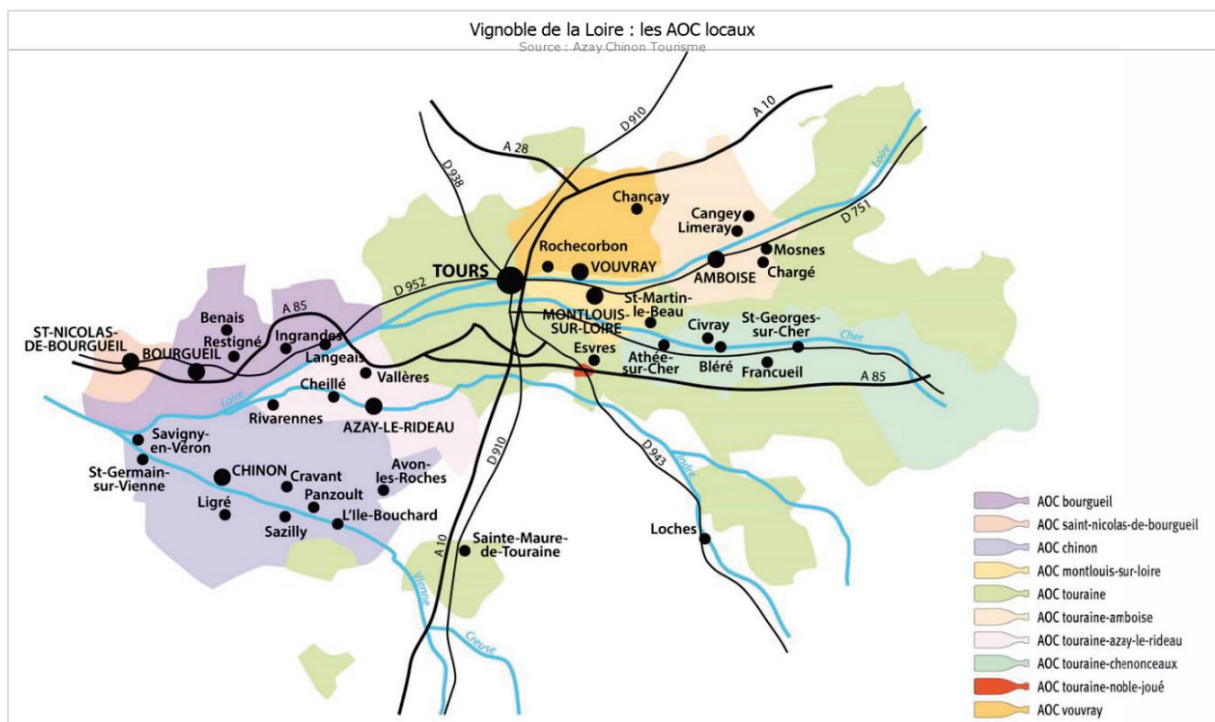 Vignoble de la Loire : les AOC locaux
Source : Azay Chinon Tourisme
A 10
D 910
A 28
D 938
Loire
Chançay
Cangey
Limeray
D 751
Rochecorbon
Mosnes
TOURS
VOUVRAY
AMBOISE
Chargé
D 952
St-Martin-
le-Beau
MONTLOUIS-
SUR-LOIRE
A 85
Benais
Restigné
Ingrandes
Langeais
ST-NICOLAS-
DE-BOURGUEIL
BOURGUEIL
Civray
St-Georges-
sur-Cher
Cher
Esvres
Athée-
sur-Cher
Bléré
Francueil
A 85
Vallères
Cheillé
Loire
Rivarennes
AZAY-LE-RIDEAU
Savigny-
en-Véron
St-Germain-
sur-Vienne
CHINON
Cravant
Avon-
les-Roches
Panzoult
Ligré
Sazilly
L'Ile-Bouchard
D 910
D 943
Indre
Loches
A 10
Sainte-Maure-
de-Touraine
Vienne
Creuse
AOC bourgueil
AOC saint-nicolas-de-bourgueil
AOC chinon
AOC montlouis-sur-loire
AOC touraine
AOC touraine-amboise
AOC touraine-azay-le-rideau
AOC touraine-chenonceaux
AOC touraine-noble-joué
AOC vouvray